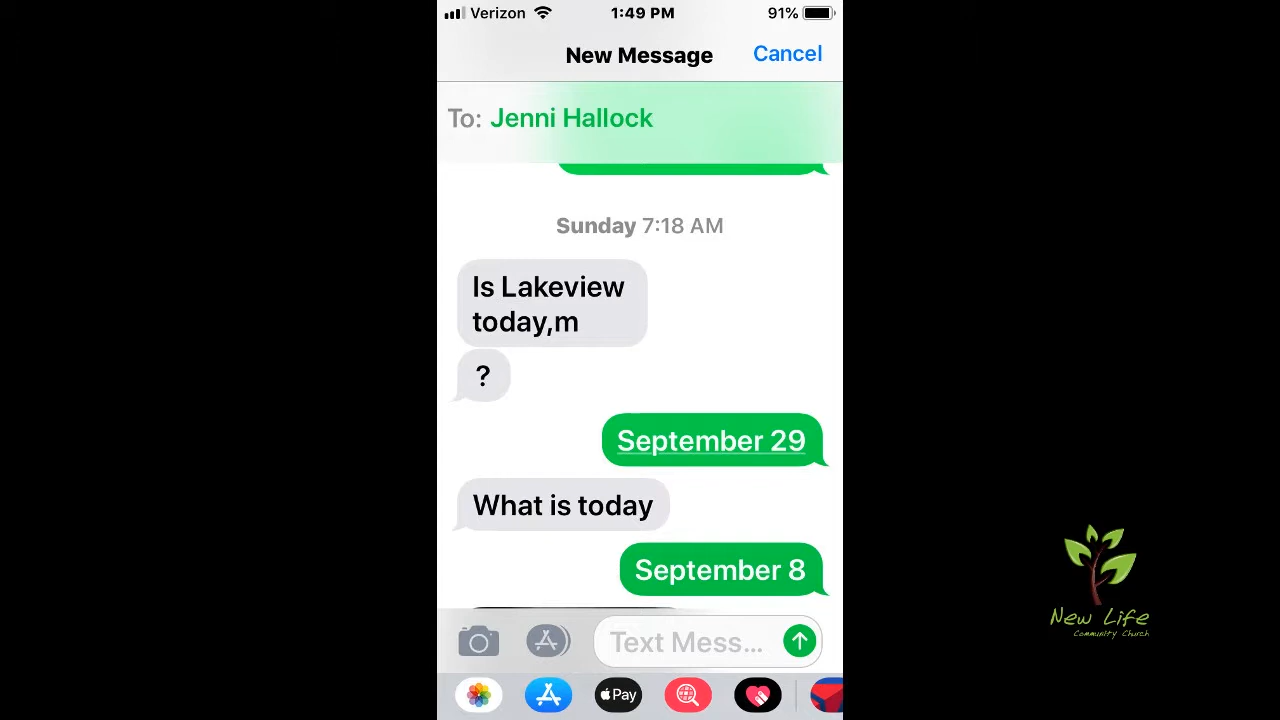 Verizon 1:49 PM 91%
New Message Cancel
To: Jenni Hallock
Sunday 7:18 AM
Is Lakeview
today,m
?
September 29
What is today
September 8
Text Mess...
Pay
New Life
Community Church